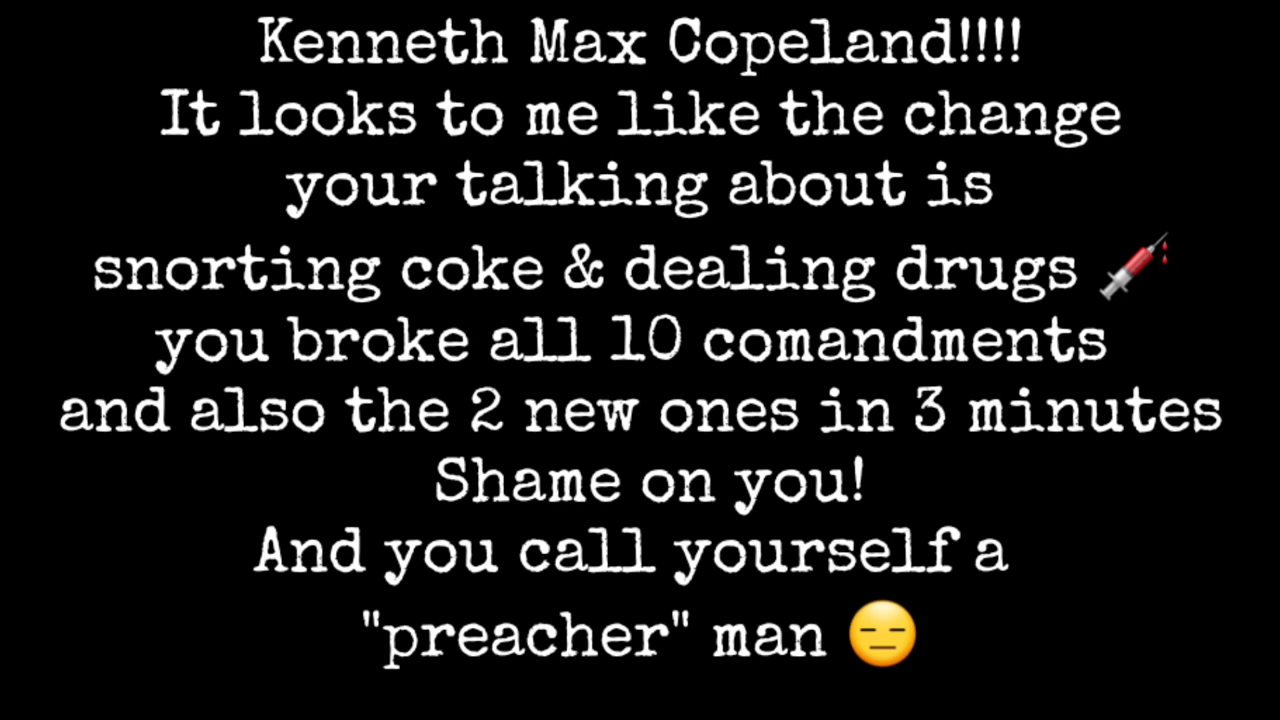 Kenneth Max Copeland!!!!
It looks to me like the change
your talking about is
snorting coke & dealing drugs 💉
you broke all 10 comandments
and also the 2 new ones in 3 minutes
Shame on you!
And you call yourself a
"preacher" man 😑